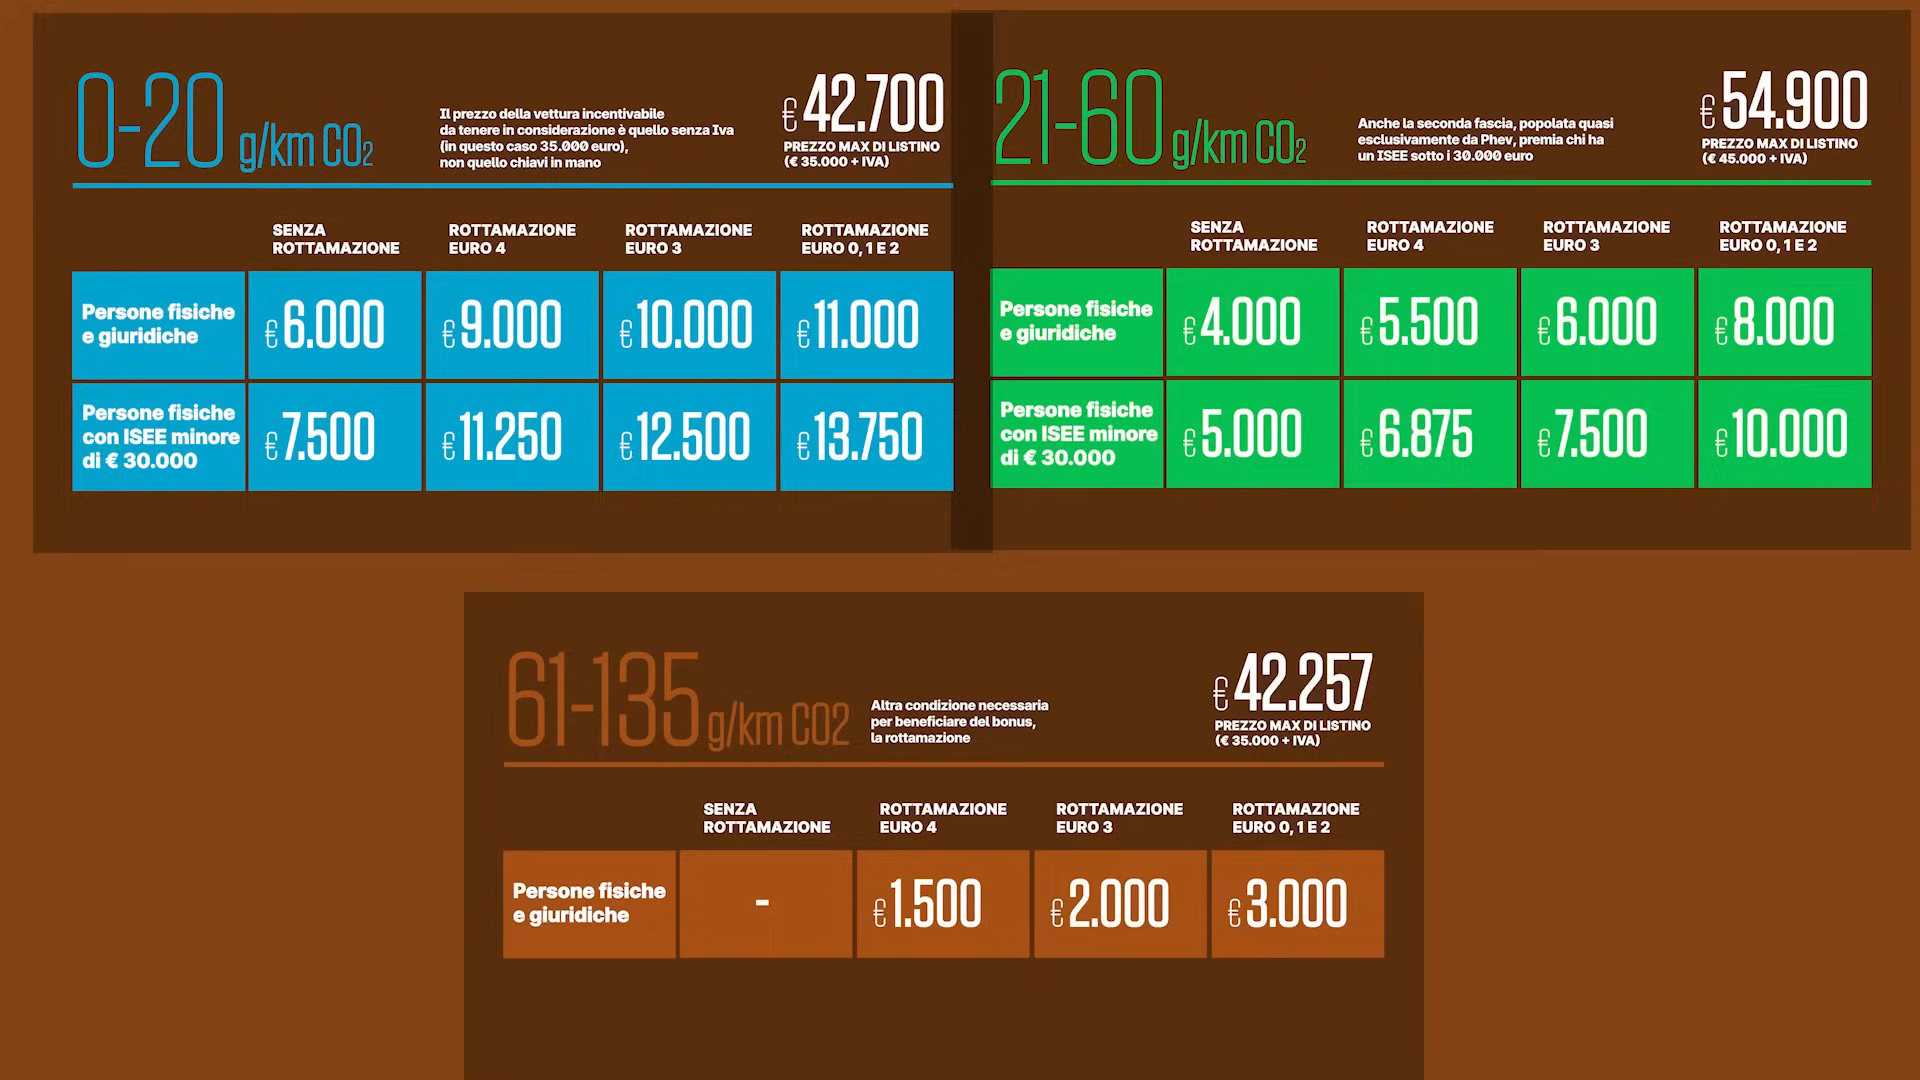 0-20 g/km CO₂
Il prezzo della vettura incentivabile
da tenere in considerazione è quello senza Iva
(in questo caso 35.000 euro),
non quello chiavi in mano
€ 42.700
PREZZO MAX DI LISTINO
(€ 35.000 + IVA)
SENZA
ROTTAMAZIONE
ROTTAMAZIONE
EURO 4
ROTTAMAZIONE
EURO 3
ROTTAMAZIONE
EURO 0, 1 E 2
Persone fisiche
e giuridiche
€ 6.000
€ 9.000
€ 10.000
€ 11.000
Persone fisiche
con ISEE minore
di € 30.000
€ 7.500
€ 11.250
€ 12.500
€ 13.750
21-60 g/km CO₂
Anche la seconda fascia, popolata quasi
esclusivamente da Phev, premia chi ha
un ISEE sotto i 30.000 euro
€ 54.900
PREZZO MAX DI LISTINO
(€ 45.000 + IVA)
SENZA
ROTTAMAZIONE
ROTTAMAZIONE
EURO 4
ROTTAMAZIONE
EURO 3
ROTTAMAZIONE
EURO 0, 1 E 2
Persone fisiche
e giuridiche
€ 4.000
€ 5.500
€ 6.000
€ 8.000
Persone fisiche
con ISEE minore
di € 30.000
€ 5.000
€ 6.875
€ 7.500
€ 10.000
61-135 g/km CO2
Altra condizione necessaria
per beneficiare del bonus,
la rottamazione
€ 42.257
PREZZO MAX DI LISTINO
(€ 35.000 + IVA)
SENZA
ROTTAMAZIONE
ROTTAMAZIONE
EURO 4
ROTTAMAZIONE
EURO 3
ROTTAMAZIONE
EURO 0, 1 E 2
Persone fisiche
e giuridiche
-
€ 1.500
€ 2.000
€ 3.000